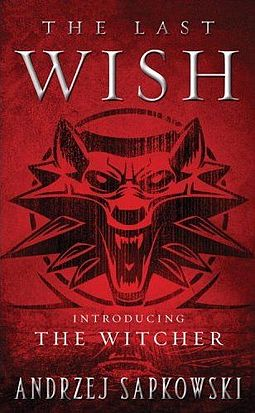 THE LAST
WISH
INTRODUCING
THE WITCHER
ANDRZEJ SAPKOWSKI